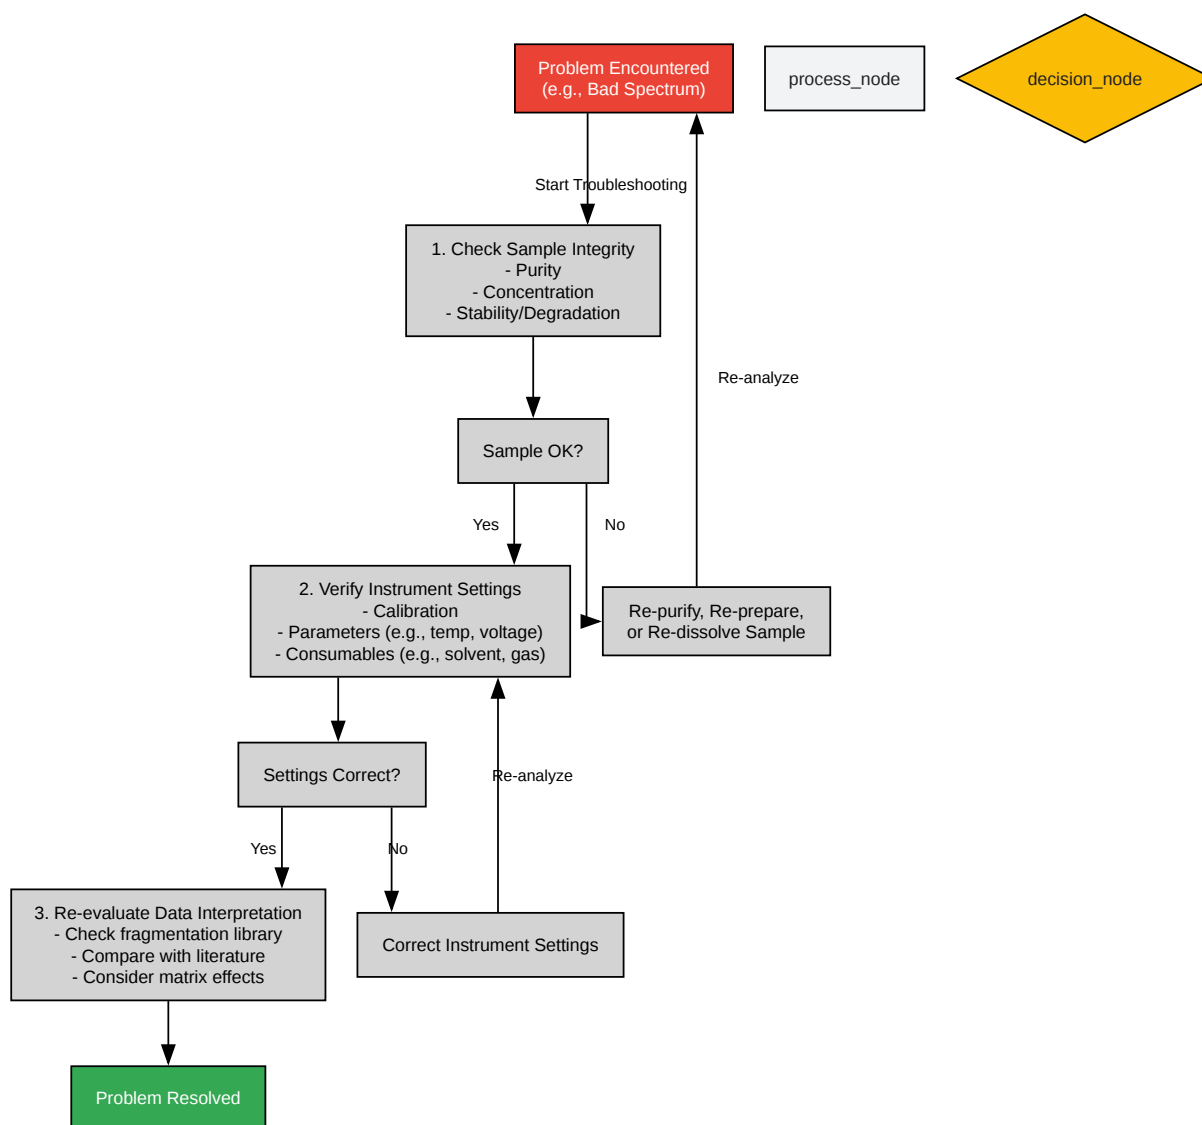 Problem Encountered
(e.g., Bad Spectrum)
process_node
decision_node
Start Troubleshooting
1. Check Sample Integrity
- Purity
- Concentration
- Stability/Degradation
Re-analyze
Sample OK?
Yes
No
2. Verify Instrument Settings
- Calibration
- Parameters (e.g., temp, voltage)
- Consumables (e.g., solvent, gas)
Re-purify, Re-prepare,
or Re-dissolve Sample
Settings Correct?
Re-analyze
Yes
No
3. Re-evaluate Data Interpretation
- Check fragmentation library
- Compare with literature
- Consider matrix effects
Correct Instrument Settings
Problem Resolved